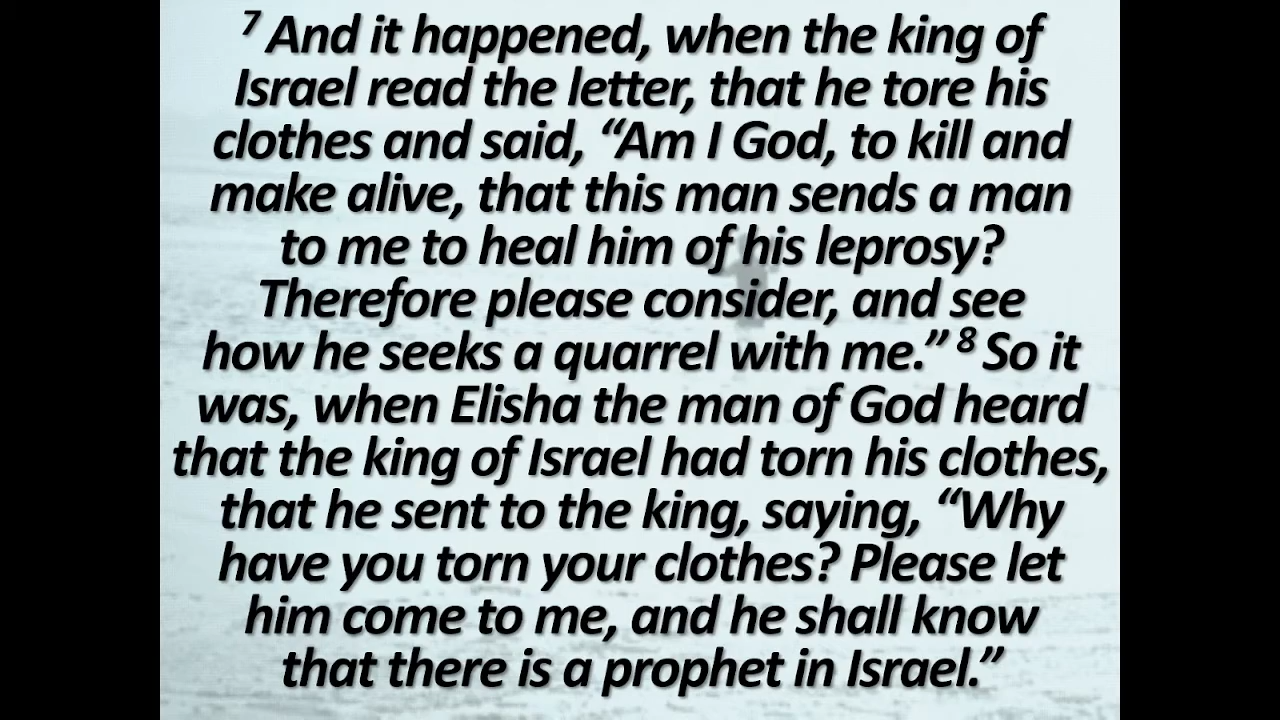 7 And it happened, when the king of
Israel read the letter, that he tore his
clothes and said, “Am I God, to kill and
make alive, that this man sends a man
to me to heal him of his leprosy?
Therefore please consider, and see
how he seeks a quarrel with me.” 8 So it
was, when Elisha the man of God heard
that the king of Israel had torn his clothes,
that he sent to the king, saying, “Why
have you torn your clothes? Please let
him come to me, and he shall know
that there is a prophet in Israel.”